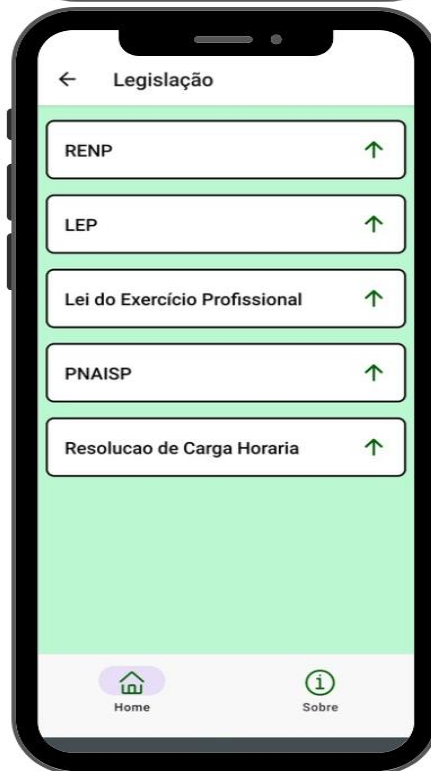 Legislação
RENP
LEP
Lei do Exercício Profissional
PNAISP
Resolucao de Carga Horaria
Home
Sobre